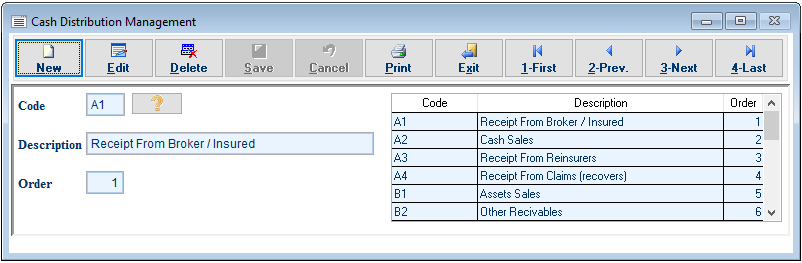 Cash Distribution Management
New Edit Delete Save Cancel Print Exit 1-First 2-Prev. 3-Next 4-Last
Code A1 ?
Description Receipt From Broker / Insured
Order 1
Code Description Order
A1 Receipt From Broker / Insured 1
A2 Cash Sales 2
A3 Receipt From Reinsurers 3
A4 Receipt From Claims (recovers) 4
B1 Assets Sales 5
B2 Other Recivables 6